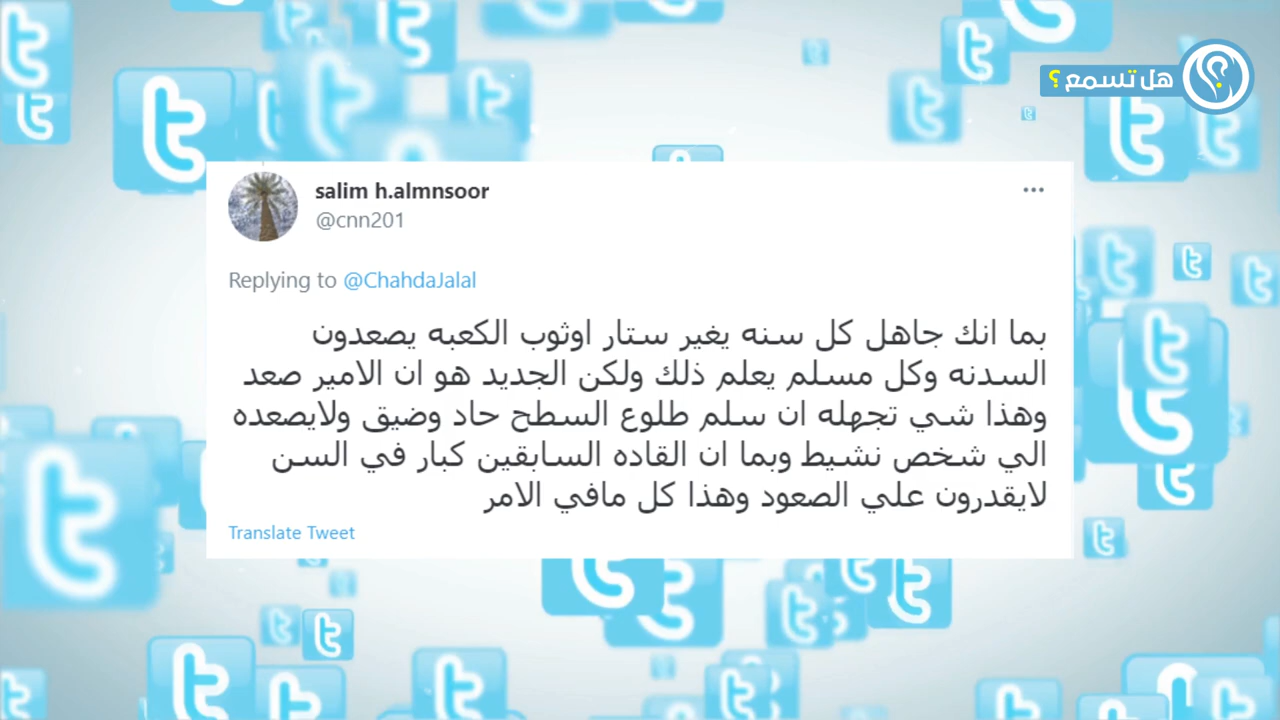 هل تسمع؟
salim h.almnsoor
@cnn201
Replying to @ChahdaJalal
بما انك جاهل كل سنه يغير ستار اوثوب الكعبه يصعدون
السدنه وكل مسلم يعلم ذلك ولكن الجديد هو ان الامير صعد
وهذا شي تجهله ان سلم طلوع السطح حاد وضيق ولايصعده
الي شخص نشيط وبما ان القاده السابقين كبار في السن
لايقدرون علي الصعود وهذا كل مافي الامر
Translate Tweet